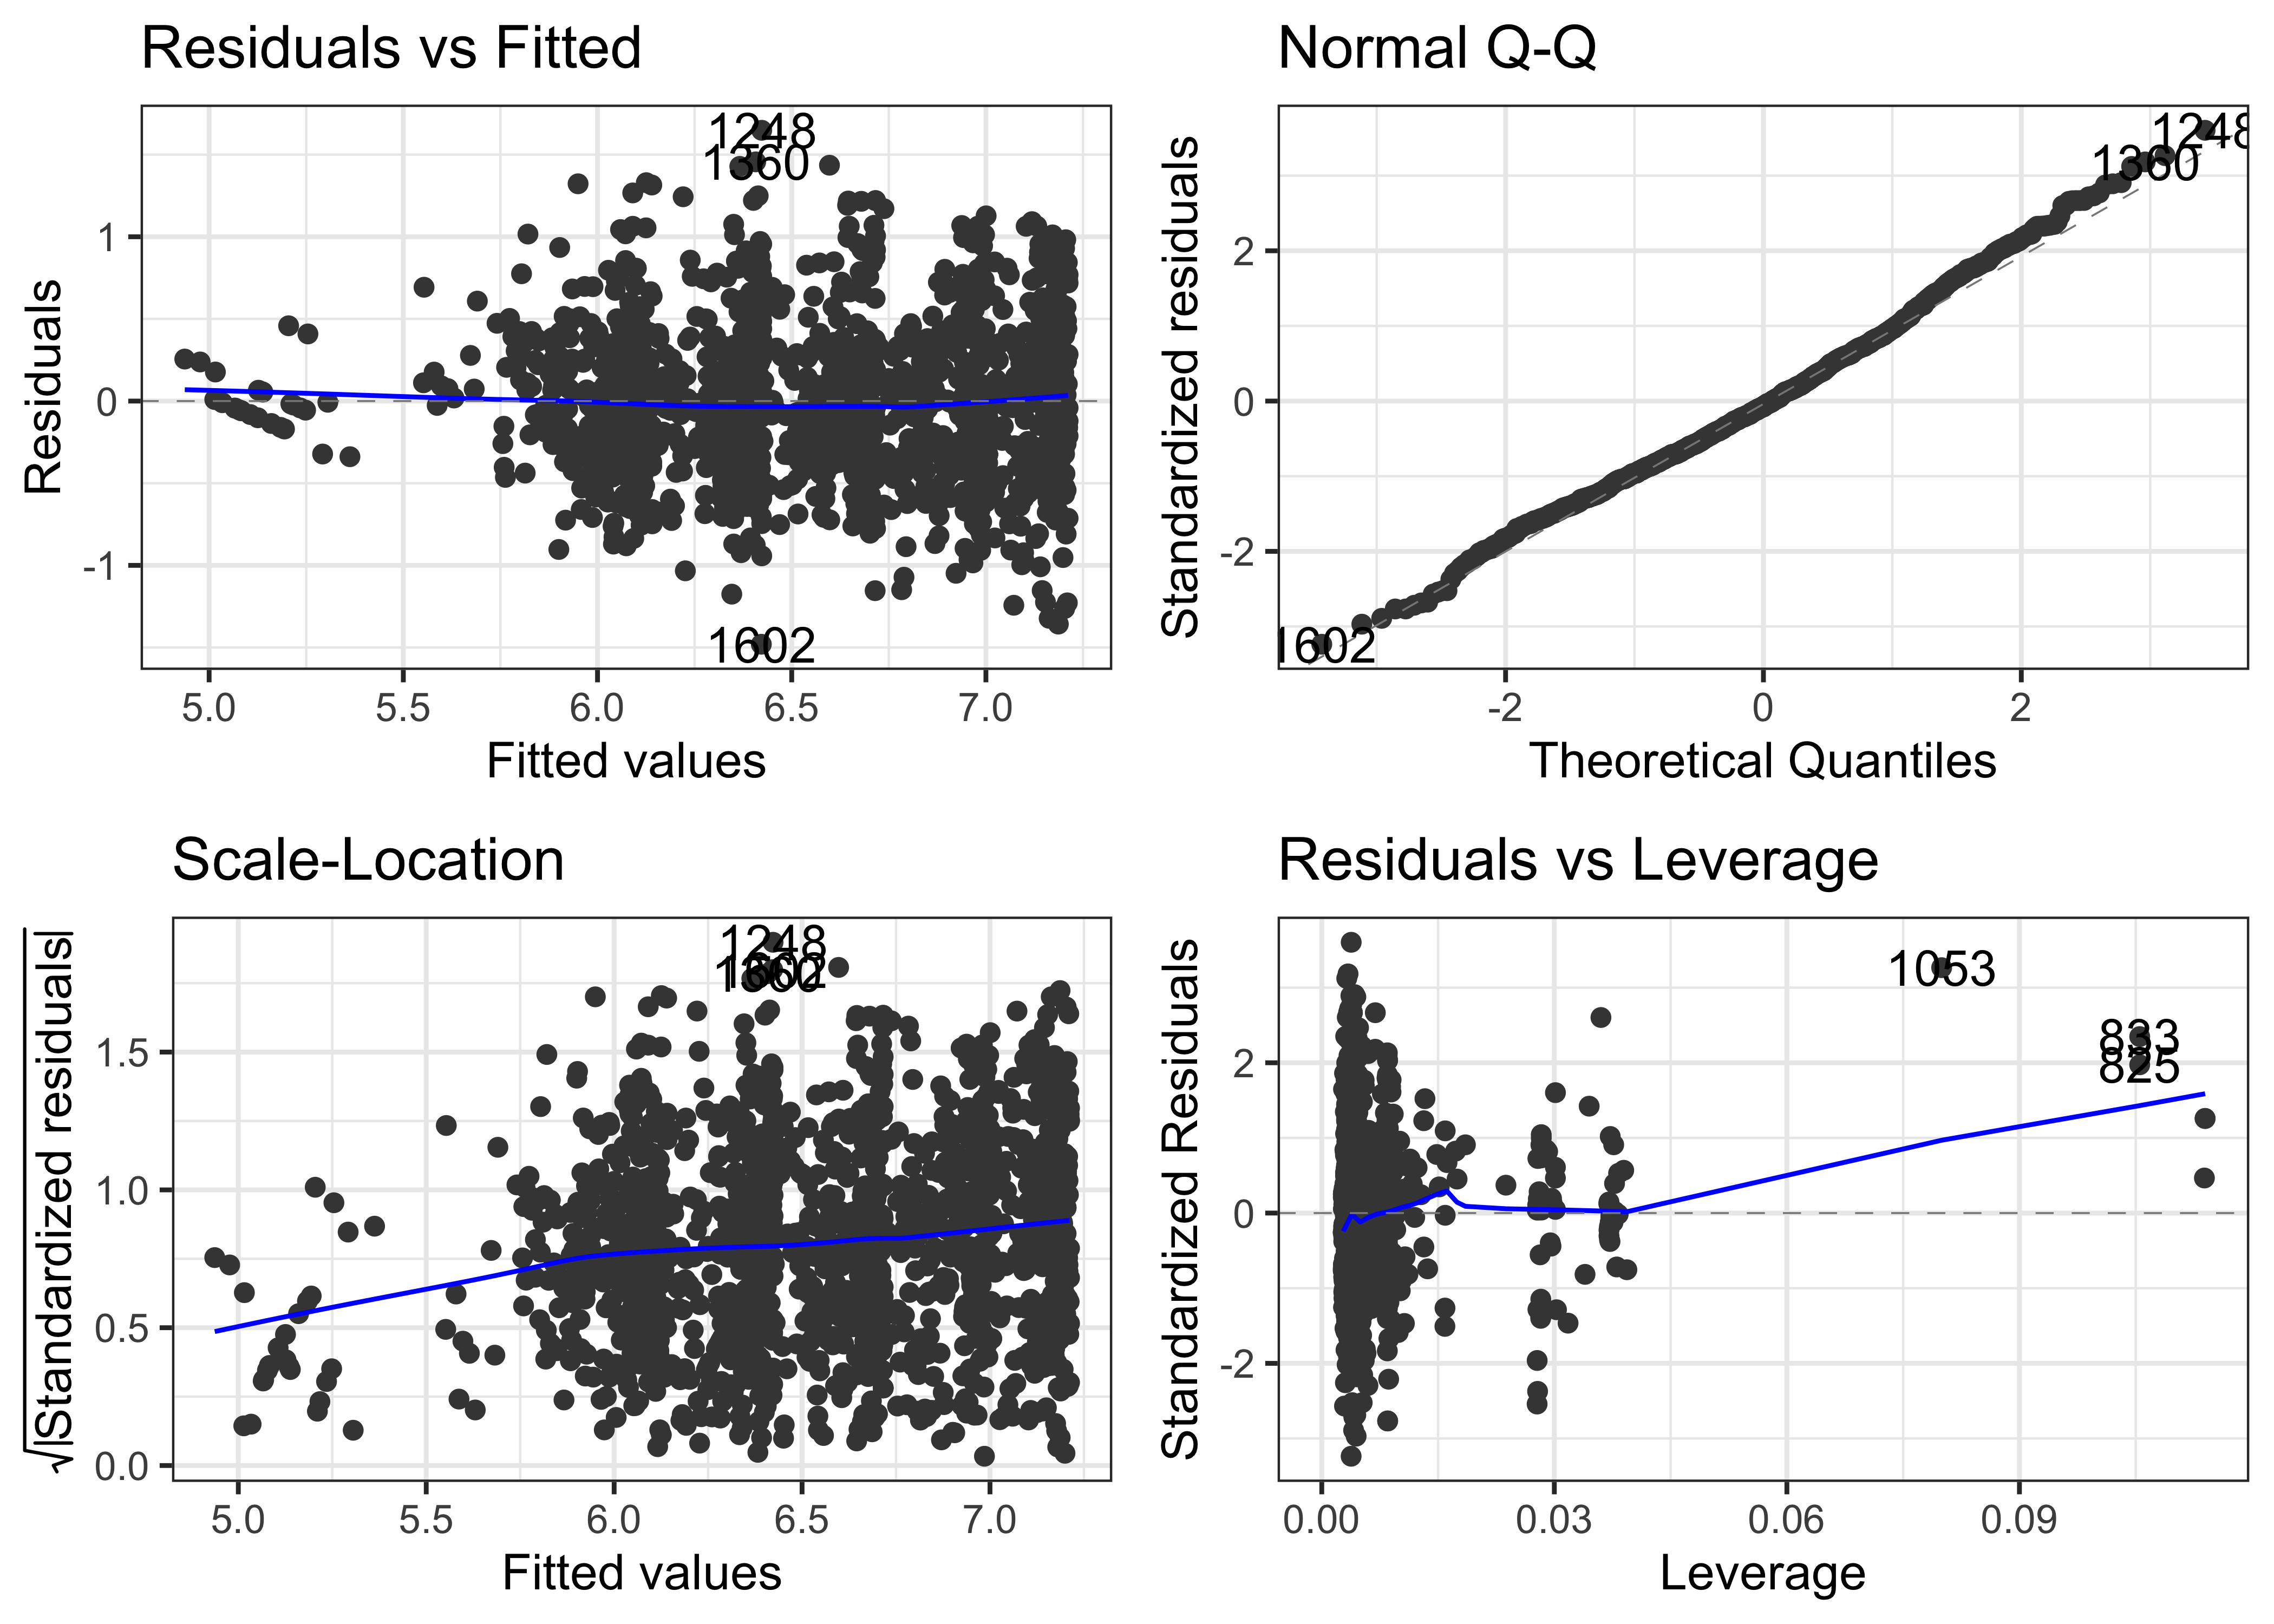 Residuals vs Fitted
Residuals
1
0
-1
1248
1360
1602
5.0 5.5 6.0 6.5 7.0
Fitted values
Normal Q-Q
Standardized residuals
2
0
-2
1248
1360
1602
-2 0 2
Theoretical Quantiles
Scale-Location
√|Standardized residuals|
1.5
1.0
0.5
0.0
1248
5.0 5.5 6.0 6.5 7.0
Fitted values
Residuals vs Leverage
Standardized Residuals
2
0
-2
1053
833
825
0.00 0.03 0.06 0.09
Leverage